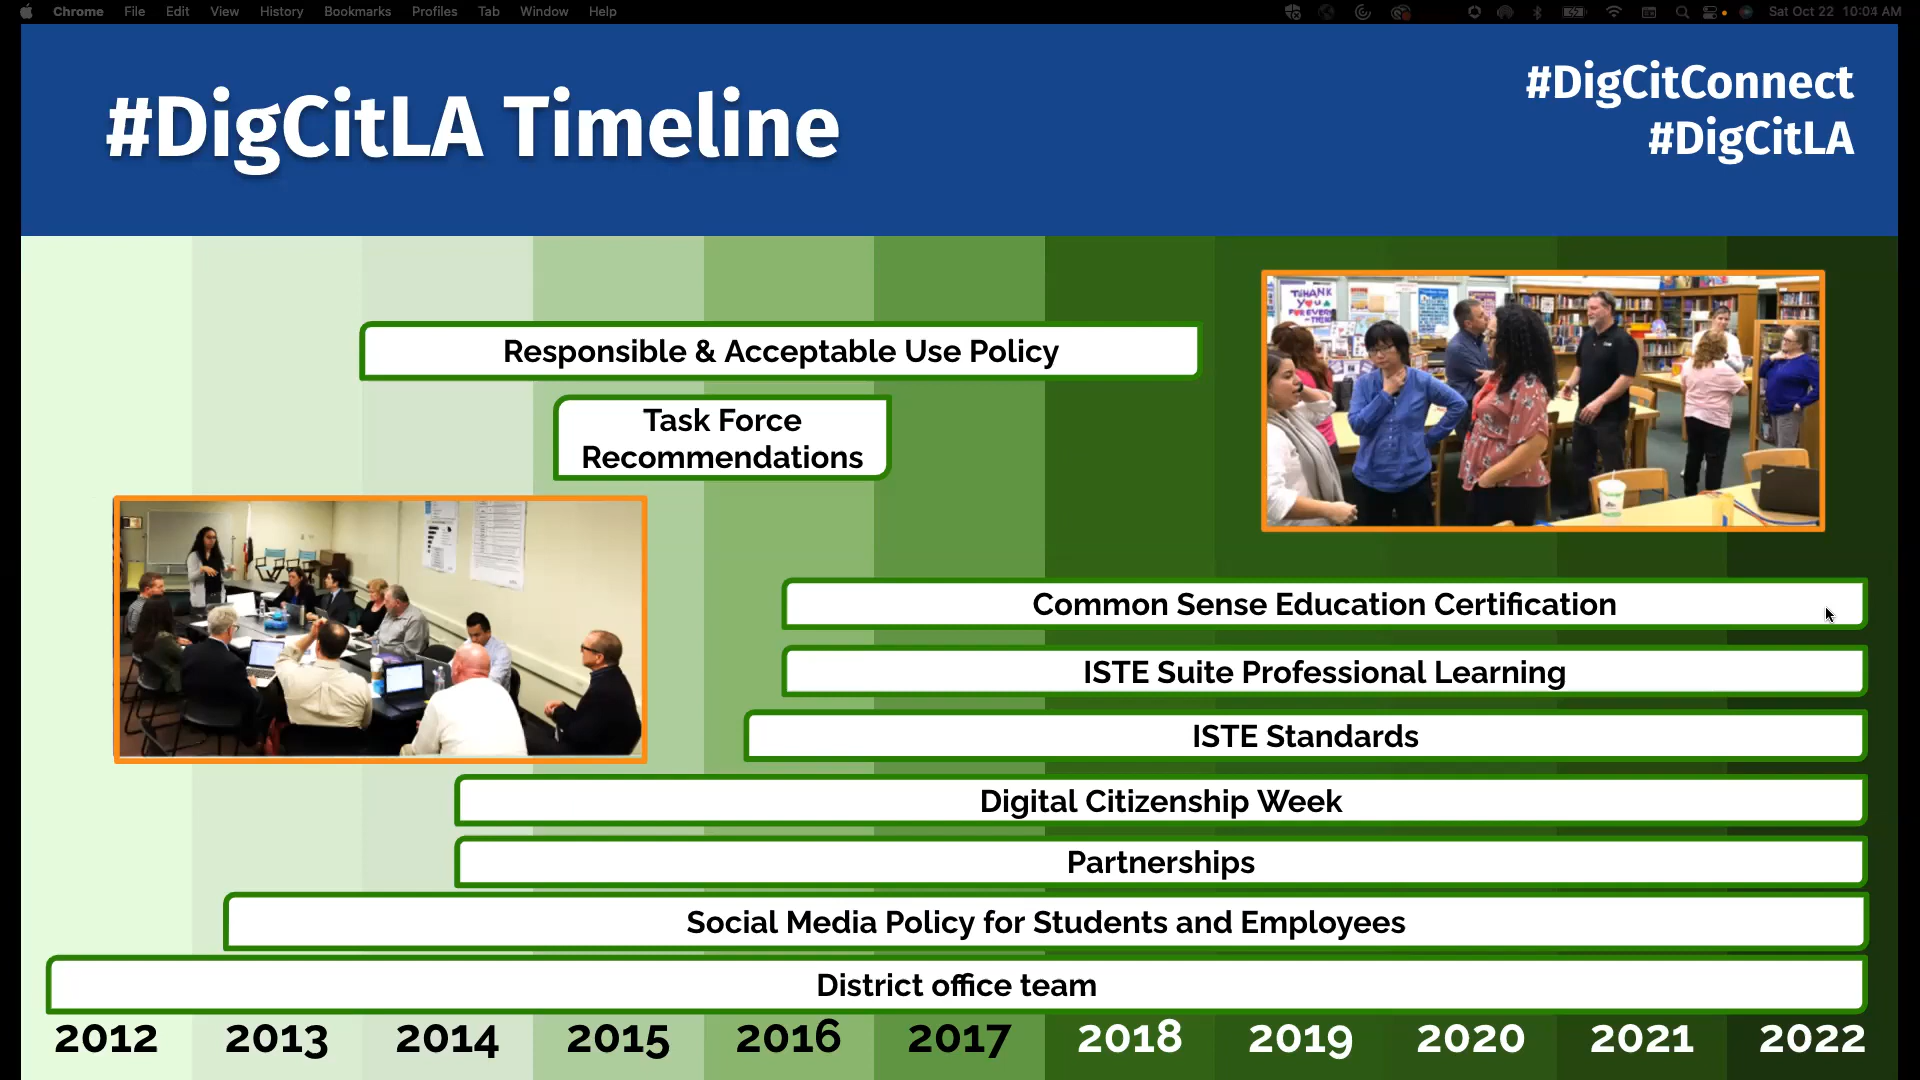 Chrome File Edit View History Bookmarks Profiles Tab Window Help
Sat Oct 22 10:04 AM
#DigCitLA Timeline
#DigCitConnect
#DigCitLA
Responsible & Acceptable Use Policy
Task Force
Recommendations
THANK
YOU
FOREVER
Common Sense Education Certification
ISTE Suite Professional Learning
ISTE Standards
Digital Citizenship Week
Partnerships
Social Media Policy for Students and Employees
District office team
2012 2013 2014 2015 2016 2017 2018 2019 2020 2021 2022